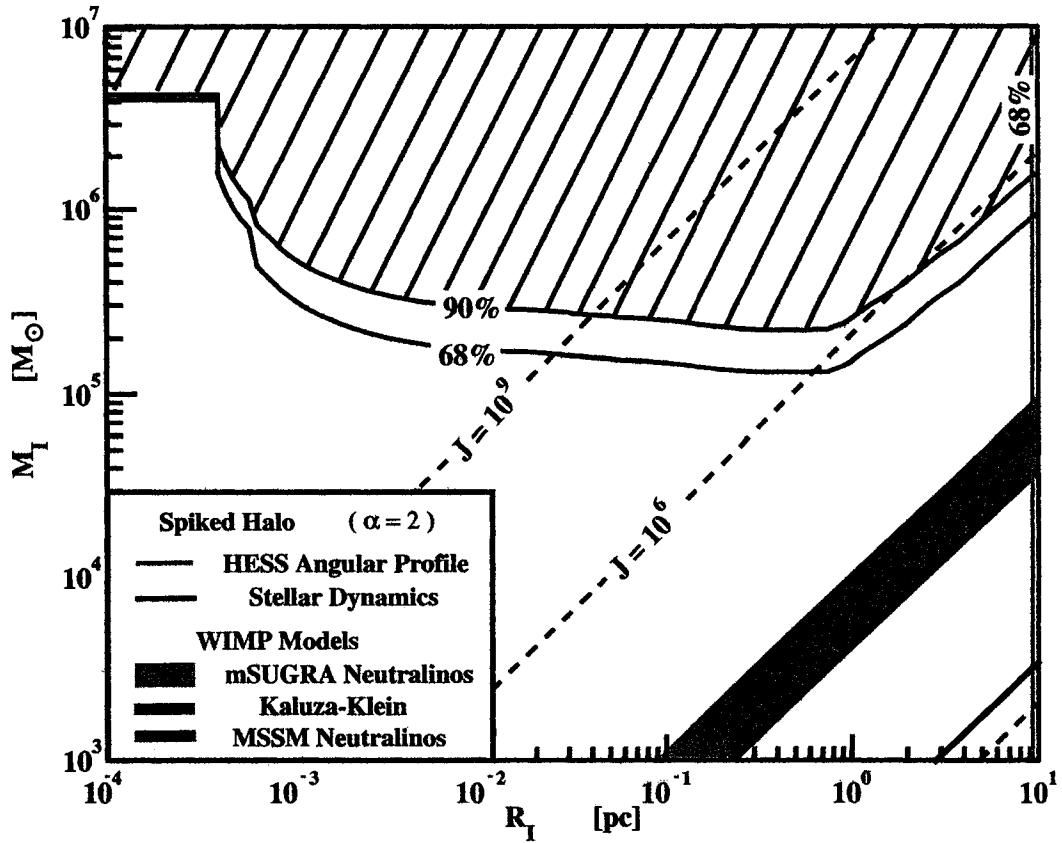 10^7
10^6
10^5
10^4
10^3
M_I [M_⊙]
90%
68%
68%
J = 10^9
J = 10^6
Spiked Halo ( α = 2 )
HESS Angular Profile
Stellar Dynamics
WIMP Models
mSUGRA Neutralinos
Kaluza-Klein
MSSM Neutralinos
10^-4
10^-3
10^-2
10^-1
10^0
10^1
R_I [pc]